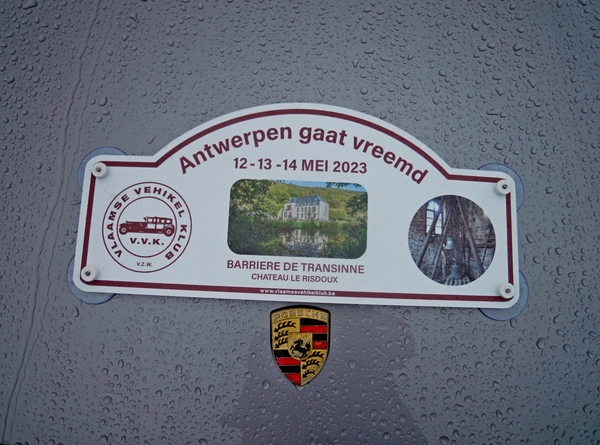 Antwerpen gaat vreemd
12-13-14 MEI 2023
VLAAMSE VEHIKEL KLUB
V.V.K.
V.Z.W.
BARRIERE DE TRANSINNE
CHATEAU LE RISDOUX
www.vlaamsevehikelklub.be
PORSCHE